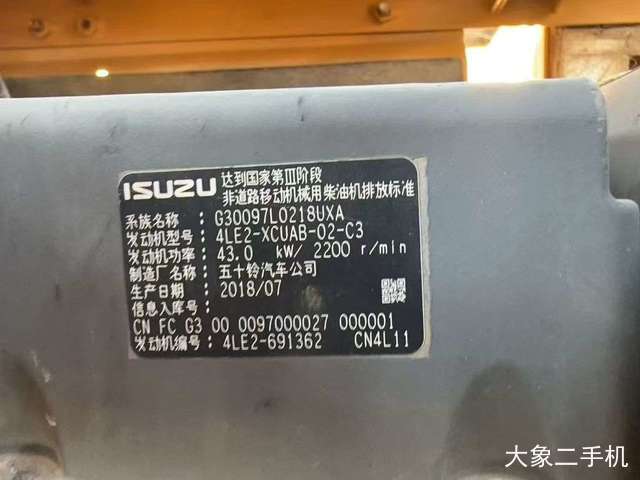 ISUZU 达到国家第Ⅲ阶段
非道路移动机械用柴油机排放标准
系族名称: G30097L0218UXA
发动机型号: 4LE2-XCUAB-02-C3
发动机功率: 43.0 kW/ 2200 r/min
制造厂名称: 五十铃汽车公司
生产日期: 2018/07
信息入库号:
CN FC G3 00 0097000027 000001
发动机编号: 4LE2-691362 CN4L11
大象二手机